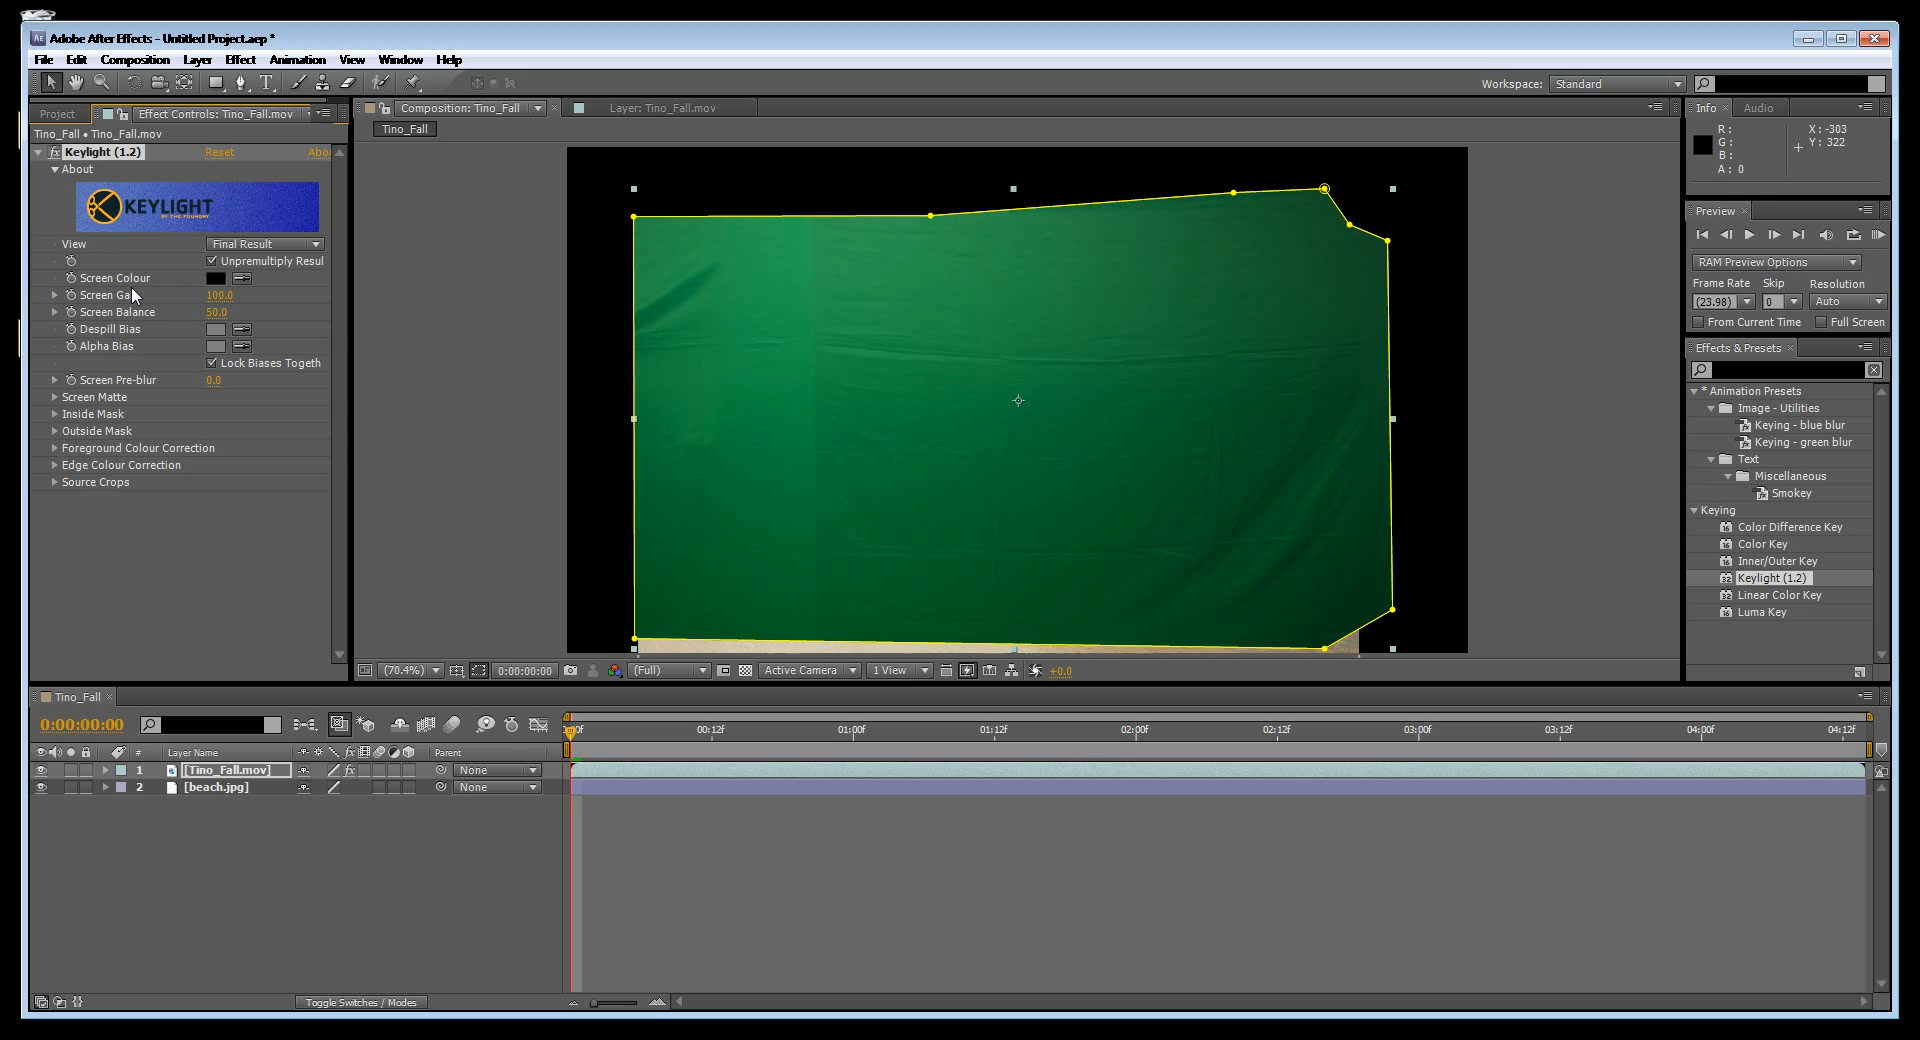 Adobe After Effects - Untitled Project.aep *
File Edit Composition Layer Effect Animation View Window Help
Workspace: Standard
Project Effect Controls: Tino_Fall.mov
Composition: Tino_Fall Layer: Tino_Fall.mov
Info Audio
Tino_Fall
Tino_Fall • Tino_Fall.mov
R :
G :
B :
A : 0
X : -303
Y : 322
fx Keylight (1.2) Reset Abo
About
KEYLIGHT
BY THE FOUNDRY
View Final Result
Unpremultiply Resul
Screen Colour
Screen Ga 100.0
Screen Balance 50.0
Despill Bias
Alpha Bias
Lock Biases Togeth
Screen Pre-blur 0.0
Screen Matte
Inside Mask
Outside Mask
Foreground Colour Correction
Edge Colour Correction
Source Crops
Preview
RAM Preview Options
Frame Rate Skip Resolution
(23.98) 0 Auto
From Current Time Full Screen
Effects & Presets
* Animation Presets
Image - Utilities
Keying - blue blur
Keying - green blur
Text
Miscellaneous
Smokey
Keying
Color Difference Key
Color Key
Inner/Outer Key
Keylight (1.2)
Linear Color Key
Luma Key
(70.4%) 0:00:00:00 (Full) Active Camera 1 View +0.0
Tino_Fall
0:00:00:00
00:12f 01:00f 01:12f 02:00f 02:12f 03:00f 03:12f 04:00f 04:12f
# Layer Name fx Parent
1 [Tino_Fall.mov] fx None
2 [beach.jpg] None
Toggle Switches / Modes